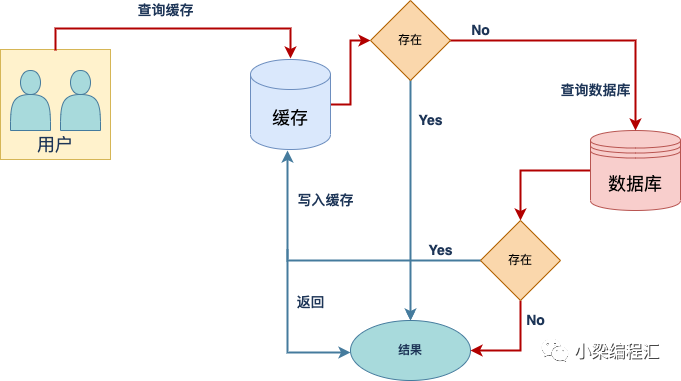 查询缓存
存在
No
缓存
查询数据库
Yes
用户
数据库
写入缓存
Yes
存在
返回
No
结果
小梁编程汇